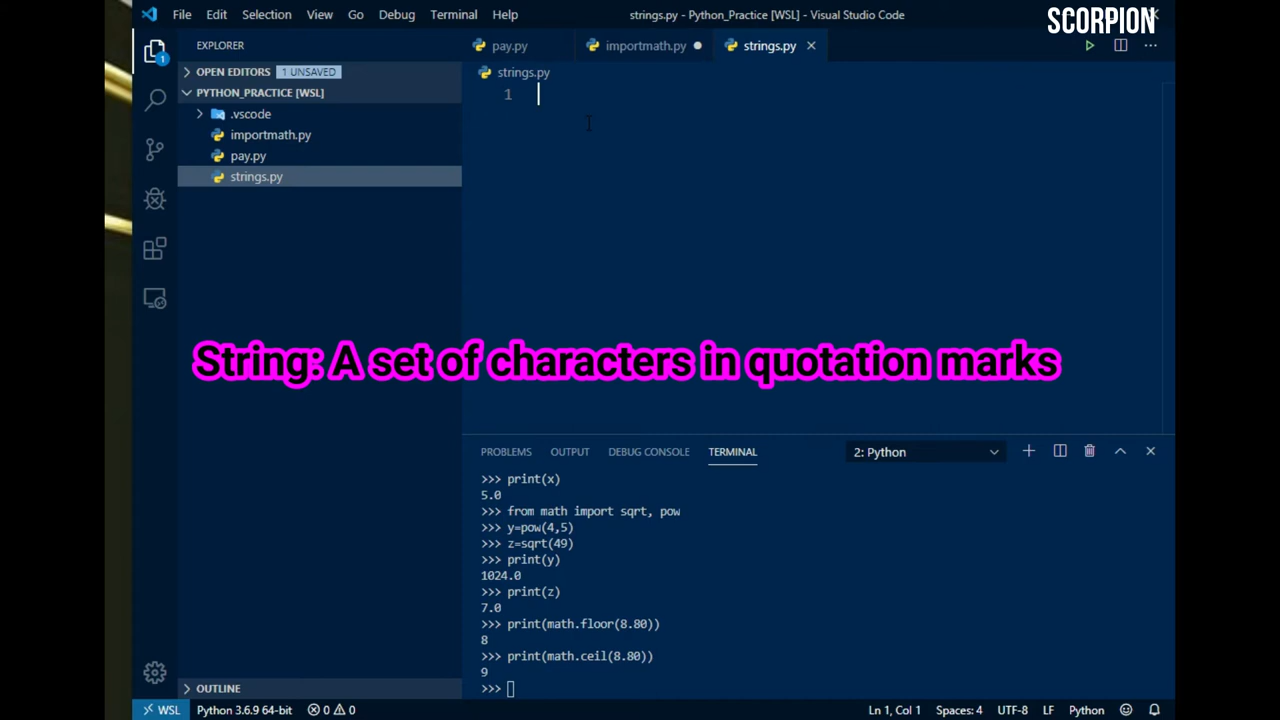 File Edit Selection View Go Debug Terminal Help
strings.py - Python_Practice [WSL] - Visual Studio Code
SCORPION
EXPLORER
pay.py
importmath.py
strings.py
OPEN EDITORS
1 UNSAVED
PYTHON_PRACTICE [WSL]
.vscode
importmath.py
pay.py
strings.py
strings.py
1
String: A set of characters in quotation marks
PROBLEMS OUTPUT DEBUG CONSOLE TERMINAL
2: Python
>>> print(x)
5.0
>>> from math import sqrt, pow
>>> y=pow(4,5)
>>> z=sqrt(49)
>>> print(y)
1024.0
>>> print(z)
7.0
>>> print(math.floor(8.80))
8
>>> print(math.ceil(8.80))
9
>>>
OUTLINE
1
WSL
Python 3.6.9 64-bit
0
0
Ln 1, Col 1
Spaces: 4
UTF-8
LF
Python